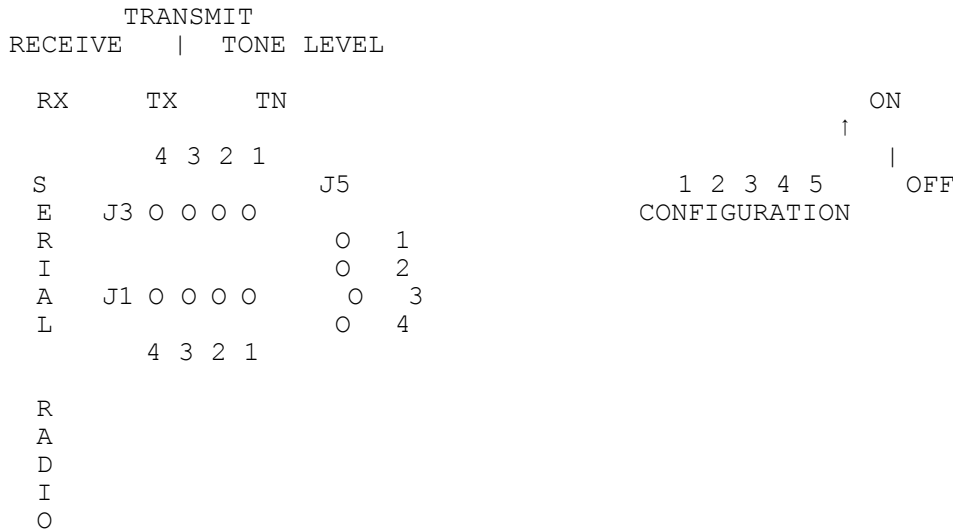 TRANSMIT
RECEIVE | TONE LEVEL
RX TX TN ON
↑
4 3 2 1 |
S J5 1 2 3 4 5 OFF
E J3 O O O O CONFIGURATION
R O 1
I O 2
A J1 O O O O O 3
L O 4
4 3 2 1
R
A
D
I
O